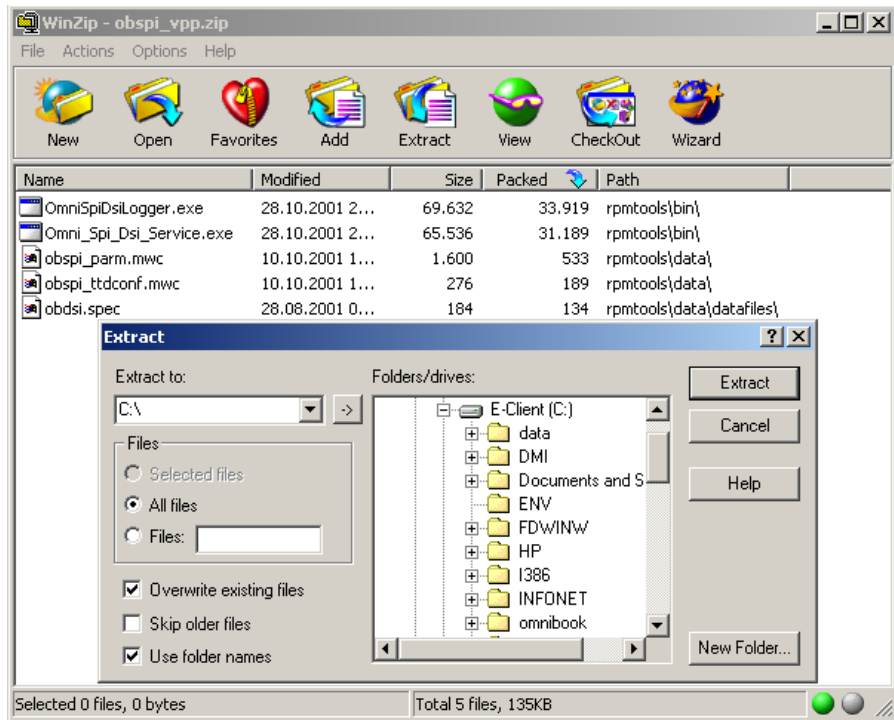 WinZip - obspi_vpp.zip
File Actions Options Help
New Open Favorites Add Extract View CheckOut Wizard
Name Modified Size Packed Path
OmniSpiDsiLogger.exe 28.10.2001 2... 69.632 33.919 rpmtools\bin\
Omni_Spi_Dsi_Service.exe 28.10.2001 2... 65.536 31.189 rpmtools\bin\
obspi_parm.mwc 10.10.2001 1... 1.600 533 rpmtools\data\
obspi_ttdconf.mwc 10.10.2001 1... 276 189 rpmtools\data\
obdsi.spec 28.08.2001 0... 184 134 rpmtools\data\datafiles\
Extract
Extract to:
C:\
->
Files
Selected files
All files
Files:
Overwrite existing files
Skip older files
Use folder names
Folders/drives:
E-Client (C:)
data
DMI
Documents and S
ENV
FDWINW
HP
I386
INFONET
omnibook
Extract
Cancel
Help
New Folder...
Selected 0 files, 0 bytes Total 5 files, 135KB